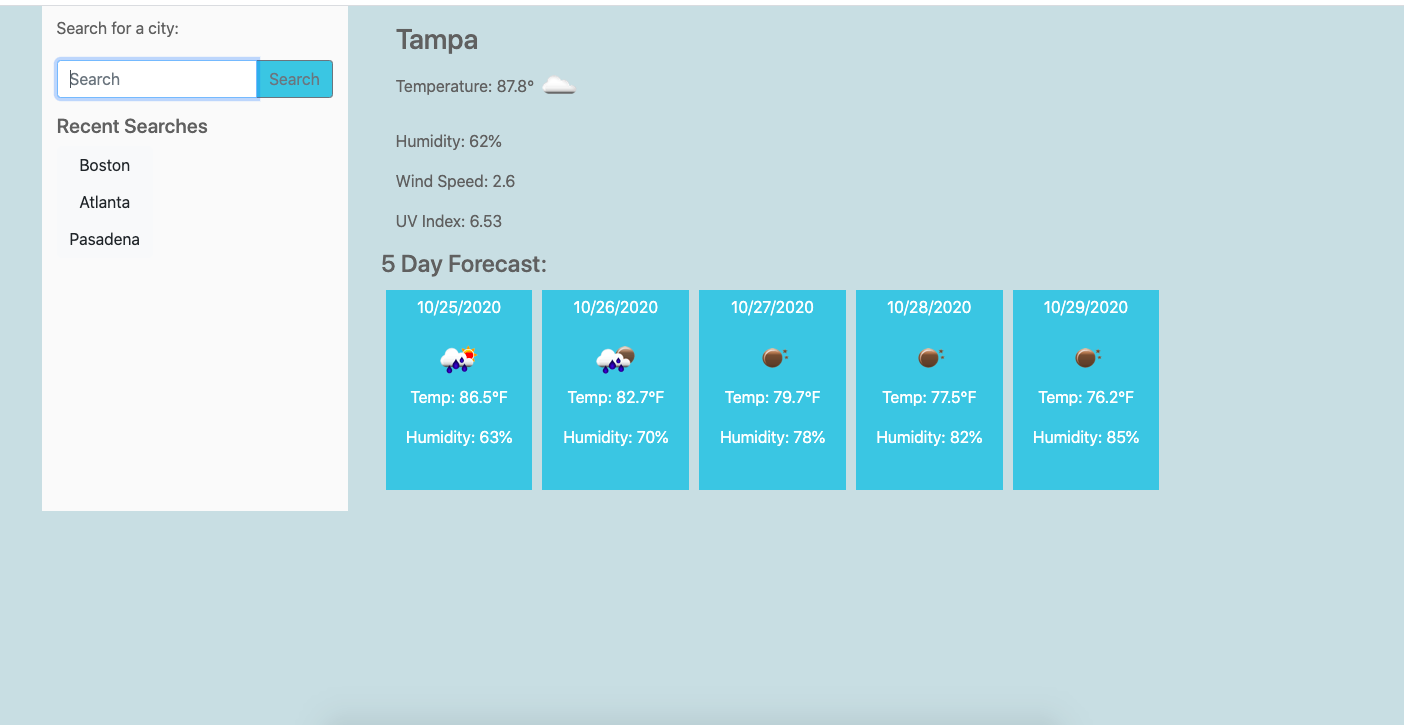 Search for a city:
Search
Search
Recent Searches
Boston
Atlanta
Pasadena
Tampa
Temperature: 87.8°
Humidity: 62%
Wind Speed: 2.6
UV Index: 6.53
5 Day Forecast:
10/25/2020
Temp: 86.5°F
Humidity: 63%
10/26/2020
Temp: 82.7°F
Humidity: 70%
10/27/2020
Temp: 79.7°F
Humidity: 78%
10/28/2020
Temp: 77.5°F
Humidity: 82%
10/29/2020
Temp: 76.2°F
Humidity: 85%